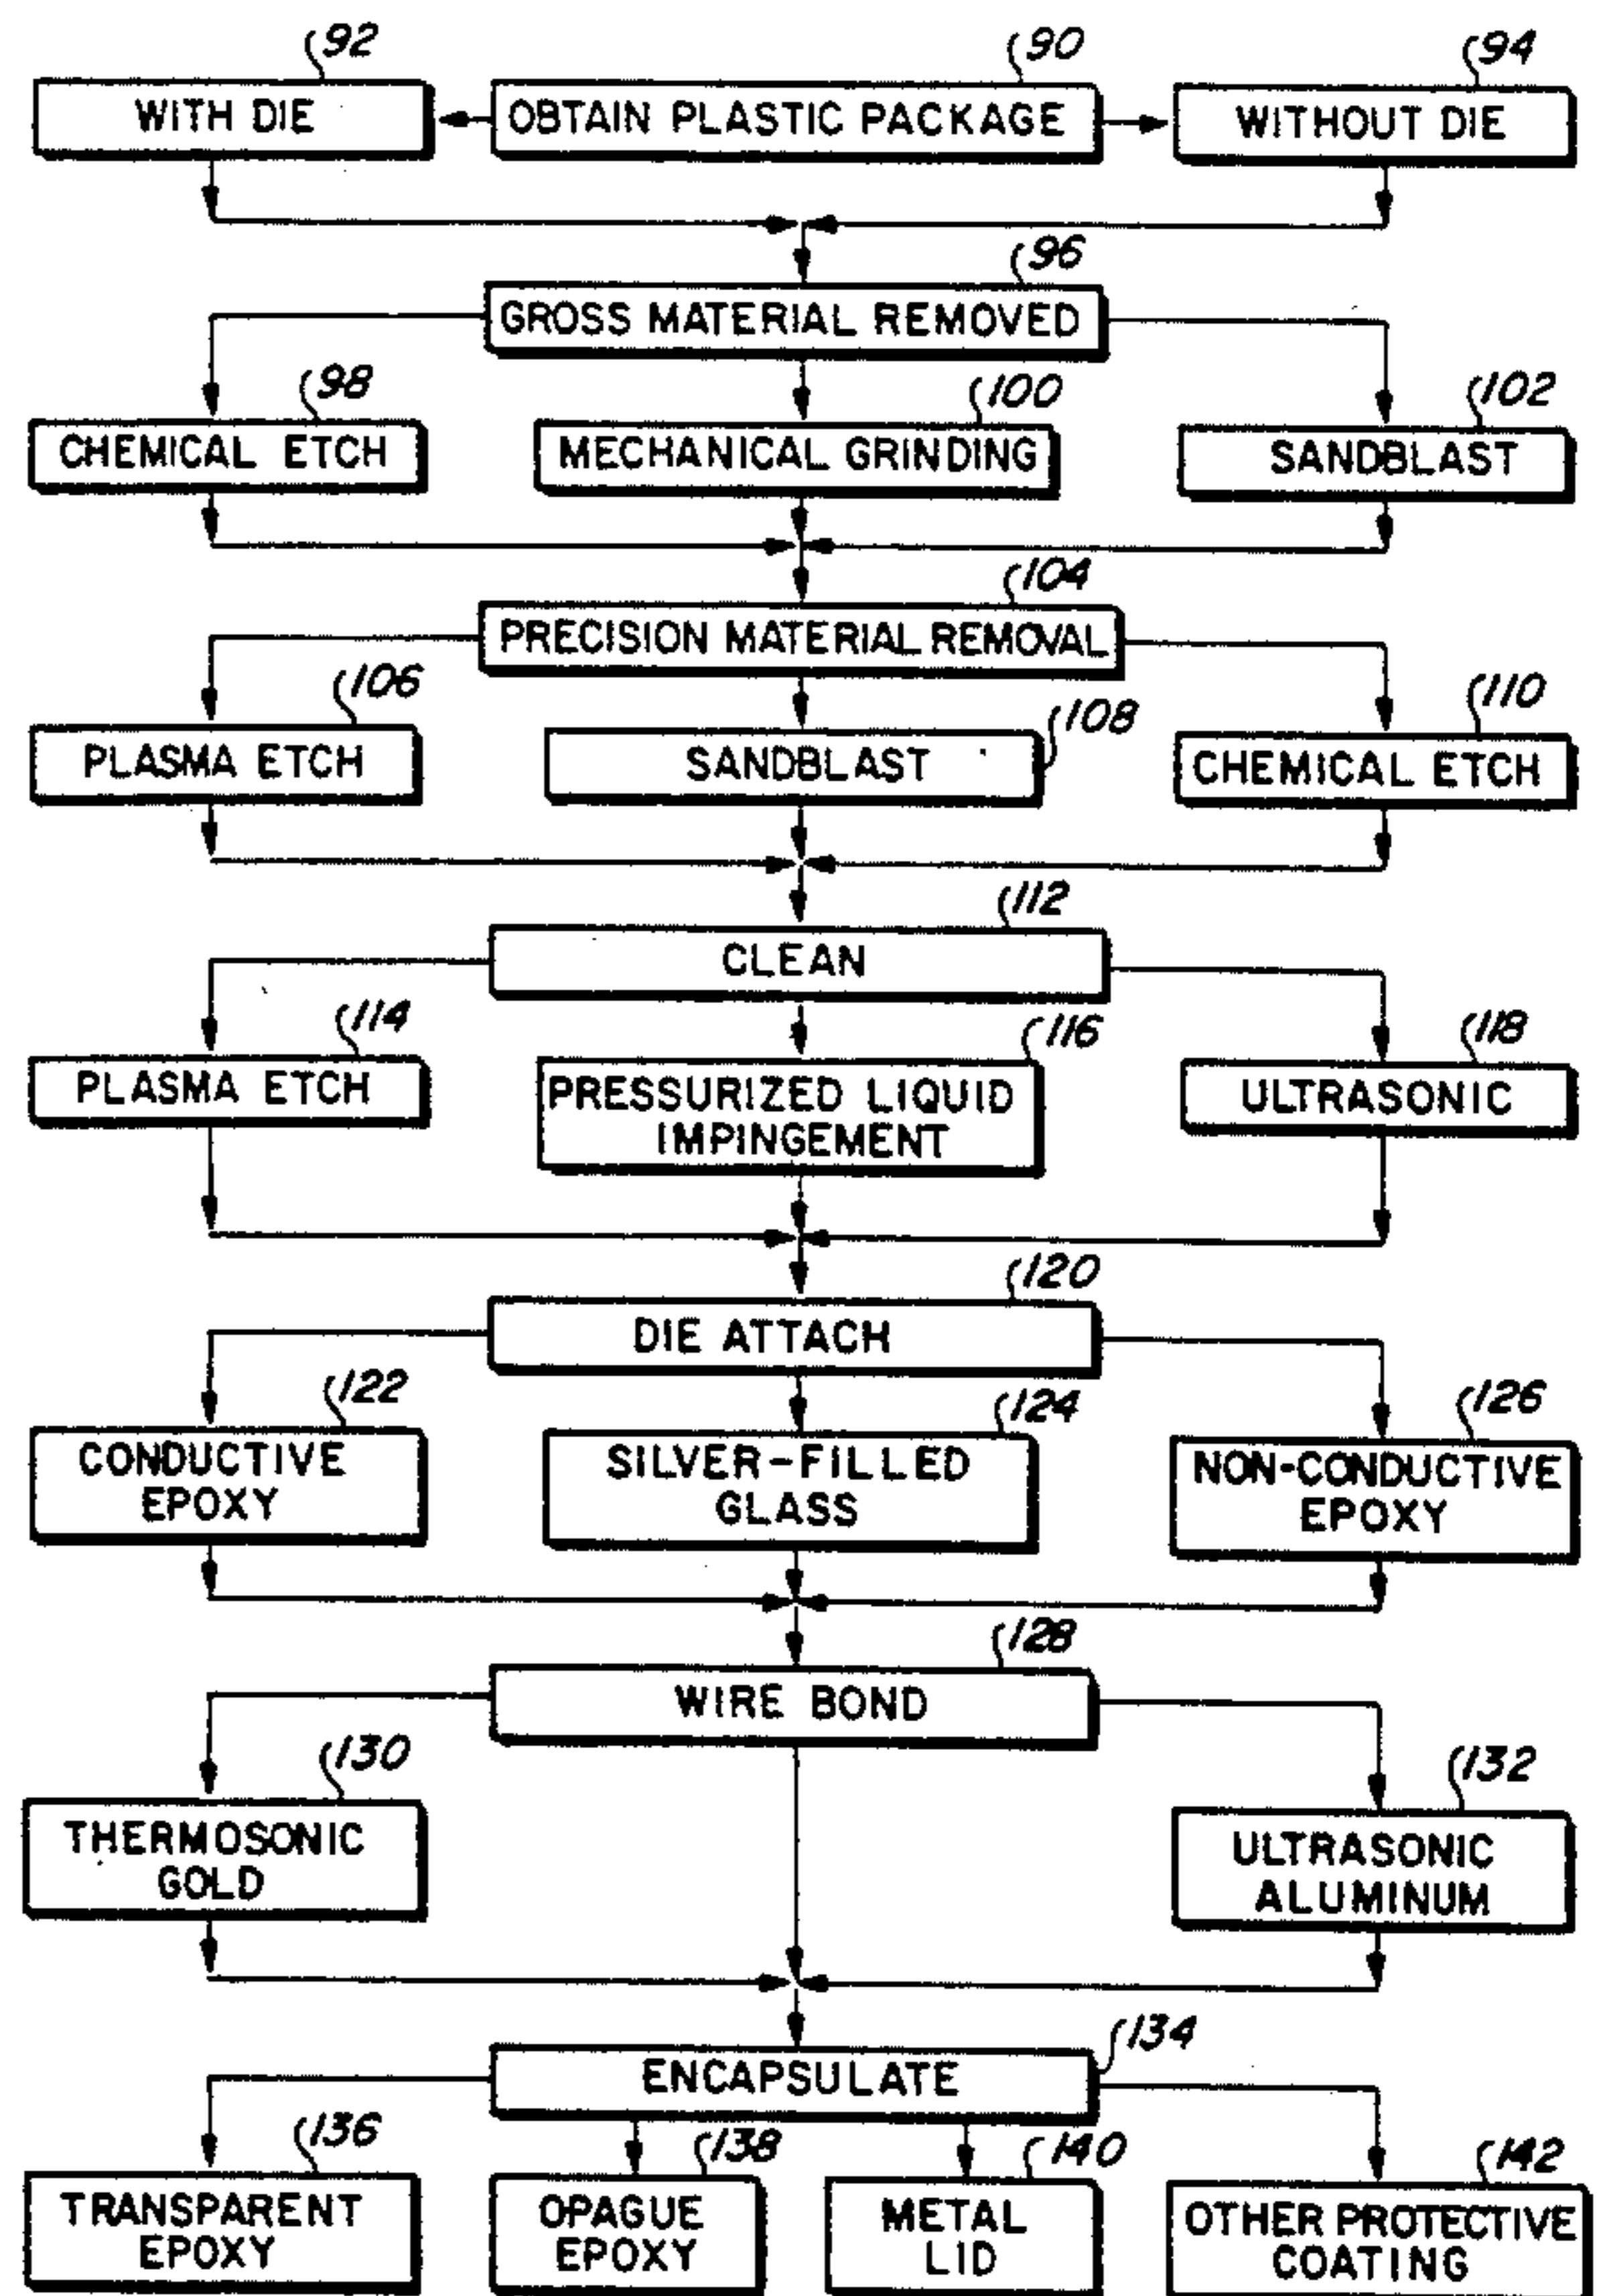 92
90
94
WITH DIE
OBTAIN PLASTIC PACKAGE
WITHOUT DIE
96
GROSS MATERIAL REMOVED
98
100
102
CHEMICAL ETCH
MECHANICAL GRINDING
SANDBLAST
104
PRECISION MATERIAL REMOVAL
106
108
110
PLASMA ETCH
SANDBLAST
CHEMICAL ETCH
112
CLEAN
114
116
118
PLASMA ETCH
PRESSURIZED LIQUID
IMPINGEMENT
ULTRASONIC
120
DIE ATTACH
122
124
126
CONDUCTIVE
EPOXY
SILVER-FILLED
GLASS
NON-CONDUCTIVE
EPOXY
128
WIRE BOND
130
132
THERMOSONIC
GOLD
ULTRASONIC
ALUMINUM
134
ENCAPSULATE
136
138
140
142
TRANSPARENT
EPOXY
OPAGUE
EPOXY
METAL
LID
OTHER PROTECTIVE
COATING